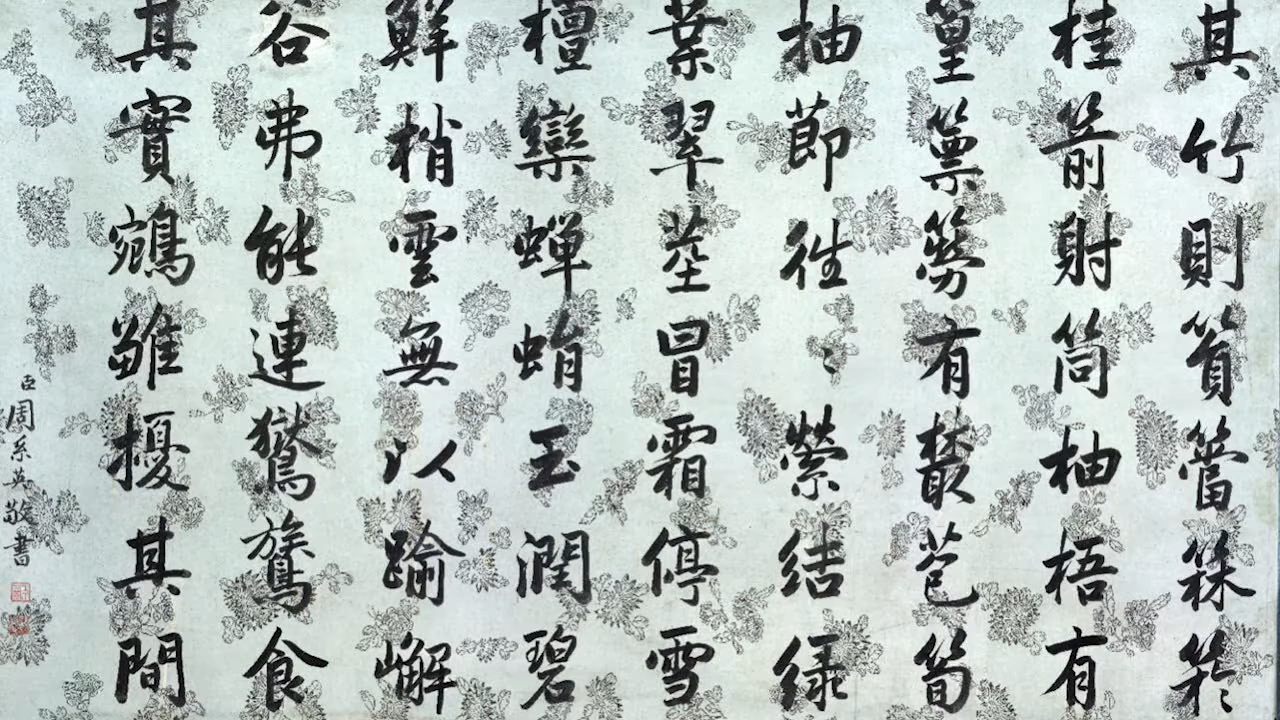 其竹則篔簹箖箊
桂箭射筒柚梧有
篁篻簩有叢苞筍
抽節往〻縈結緑
葉翠莖冒霜停雪
檀欒蟬蜎玉潤碧
鮮梢雲無以踰嶰
谷弗能連鸑鷟食
其實鵷雛擾其間
臣周系英敬書